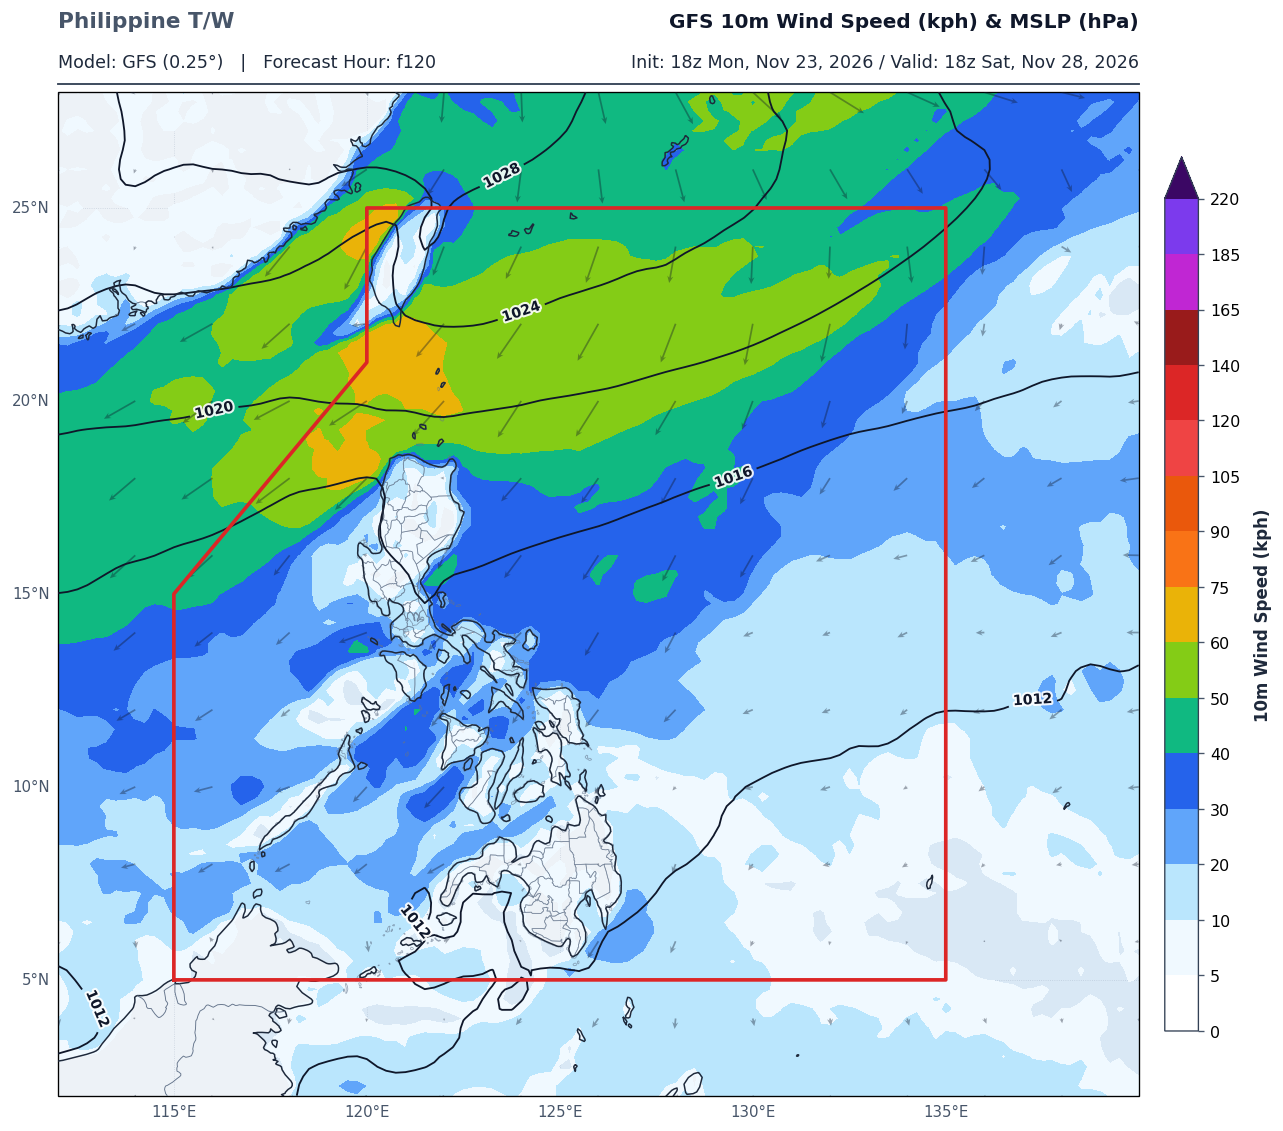 Philippine T/W
GFS 10m Wind Speed (kph) & MSLP (hPa)
Model: GFS (0.25°) | Forecast Hour: f120
Init: 18z Mon, Nov 23, 2026 / Valid: 18z Sat, Nov 28, 2026
1028
1024
1020
1016
1012
1012
1012
25°N
20°N
15°N
10°N
5°N
115°E
120°E
125°E
130°E
135°E
220
185
165
140
120
105
90
75
60
50
40
30
20
10
5
0
10m Wind Speed (kph)